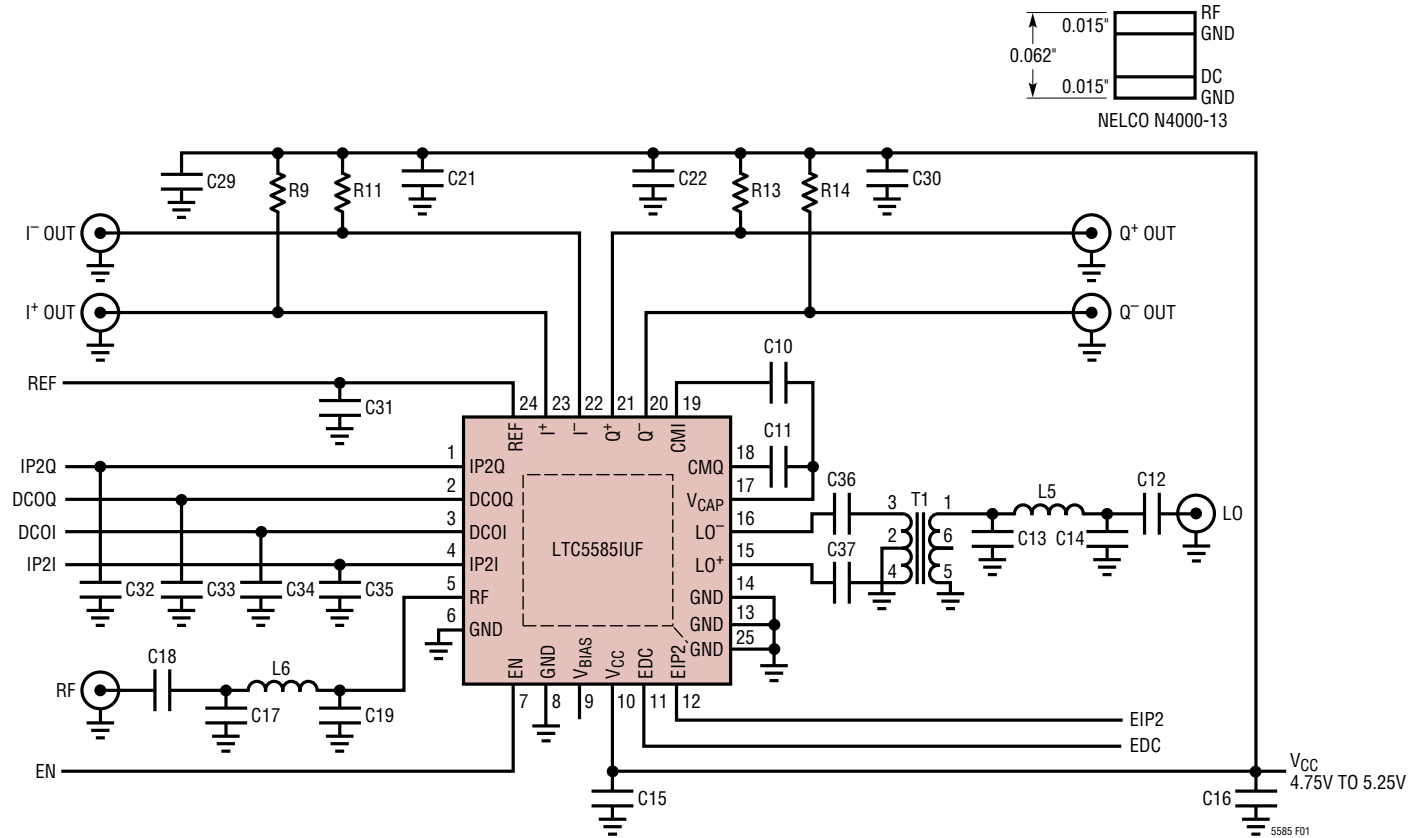 RF
0.015"
GND
0.062"
DC
0.015"
GND
NELCO N4000-13
C29
R9
R11
C21
C22
R13
R14
C30
I⁻ OUT
Q⁺ OUT
I⁺ OUT
Q⁻ OUT
C10
REF
C31
24
23
22
21
20
19
REF
I⁺
I⁻
Q⁺
Q⁻
CMI
C11
IP2Q
1
IP2Q
CMQ
18
DCOQ
2
DCOQ
VCAP
17
C36
T1
L5
C12
DCOI
3
DCOI
LTC5585IUF
LO⁻
16
3
1
LO
2
6
C13
C14
IP2I
4
IP2I
LO⁺
15
C37
4
5
C32
C33
C34
C35
5
RF
GND
14
6
GND
GND
13
GND
25
EN
GND
VBIAS
VCC
EDC
EIP2
7
8
9
10
11
12
C18
L6
RF
C17
C19
EIP2
EDC
EN
VCC
4.75V TO 5.25V
C15
C16
5585 F01